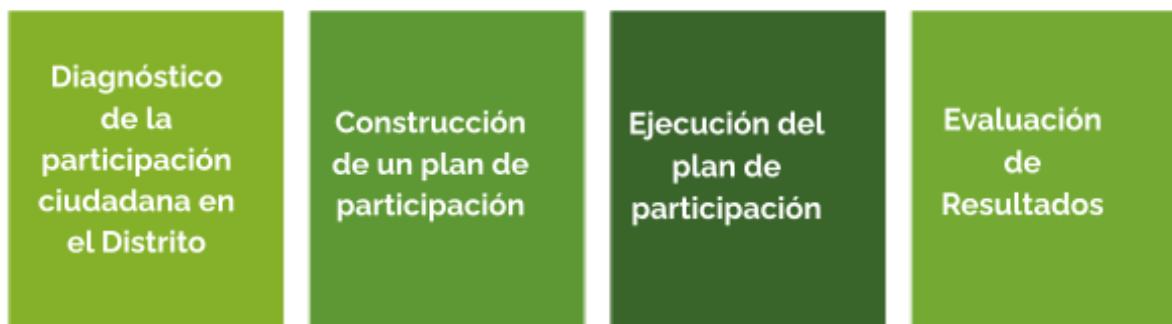 Diagnóstico
de la
participación
ciudadana en
el Distrito
Construcción
de un plan de
participación
Ejecución del
plan de
participación
Evaluación
de
Resultados